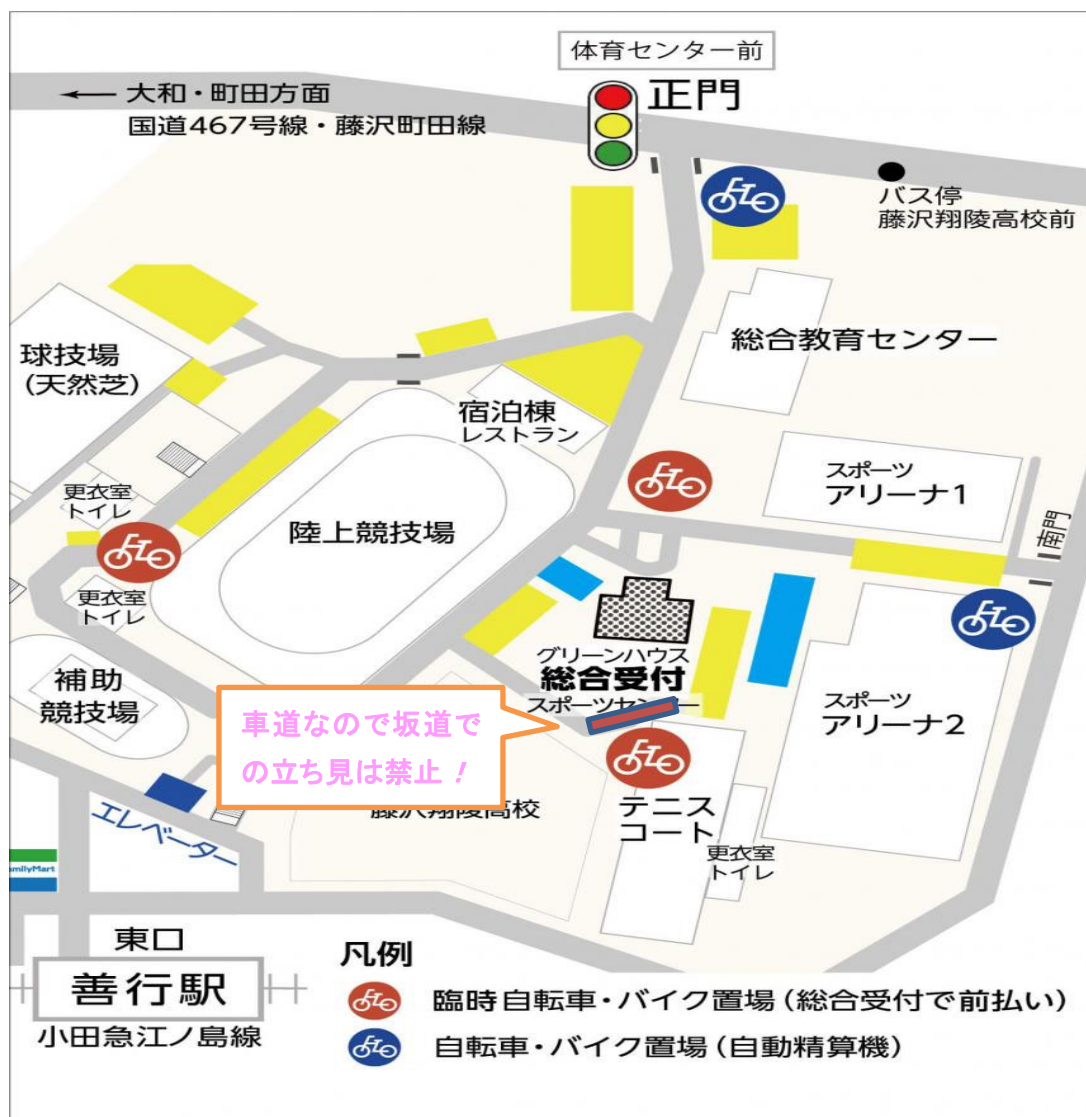 体育センター前
正門
← 大和・町田方面
国道467号線・藤沢町田線
バス停
藤沢翔陵高校前
総合教育センター
球技場
(天然芝)
宿泊棟
レストラン
スポーツ
アリーナ1
更衣室
トイレ
陸上競技場
南門
更衣室
トイレ
グリーンハウス
総合受付
スポーツセンター
補助
競技場
スポーツ
アリーナ2
車道なので坂道で
の立ち見は禁止！
藤沢翔陵高校
テニス
コート
エレベーター
更衣室
トイレ
amilyMart
東口
善行駅
小田急江ノ島線
凡例
臨時自転車・バイク置場(総合受付で前払い)
自転車・バイク置場(自動精算機)